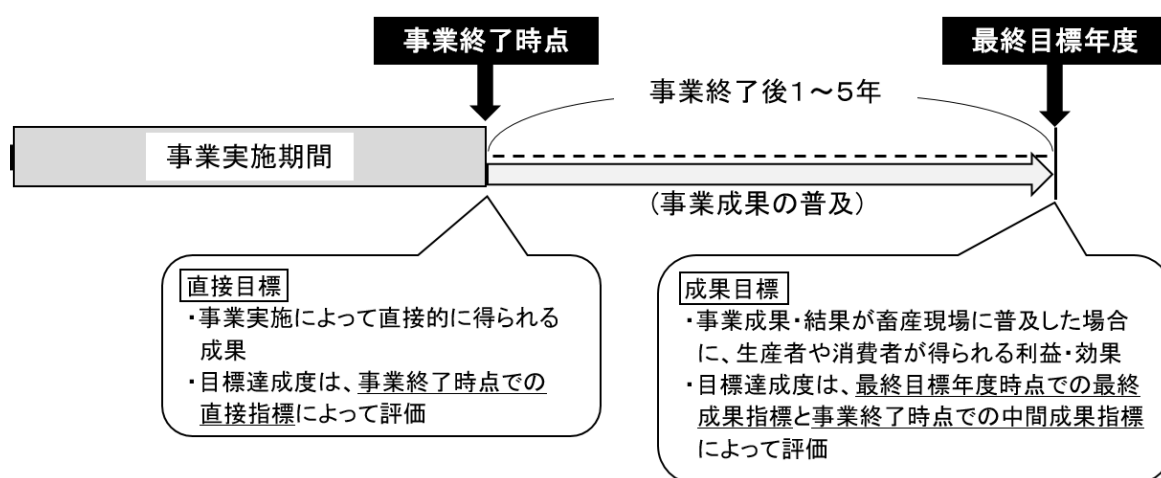 事業終了時点
最終目標年度
事業終了後1～5年
事業実施期間
(事業成果の普及)
直接目標
・事業実施によって直接的に得られる
成果
・目標達成度は、事業終了時点での
直接指標によって評価
成果目標
・事業成果・結果が畜産現場に普及した場合
に、生産者や消費者が得られる利益・効果
・目標達成度は、最終目標年度時点での最終
成果指標と事業終了時点での中間成果指標
によって評価